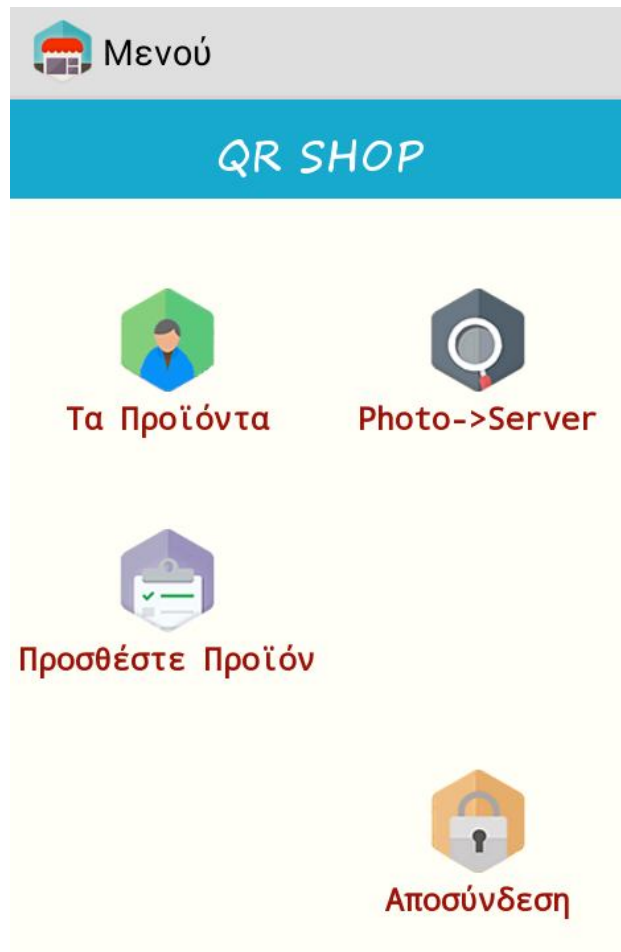 Μενού
QR SHOP
Τα Προϊόντα
Photo->Server
Προσθέστε Προϊόν
Αποσύνδεση